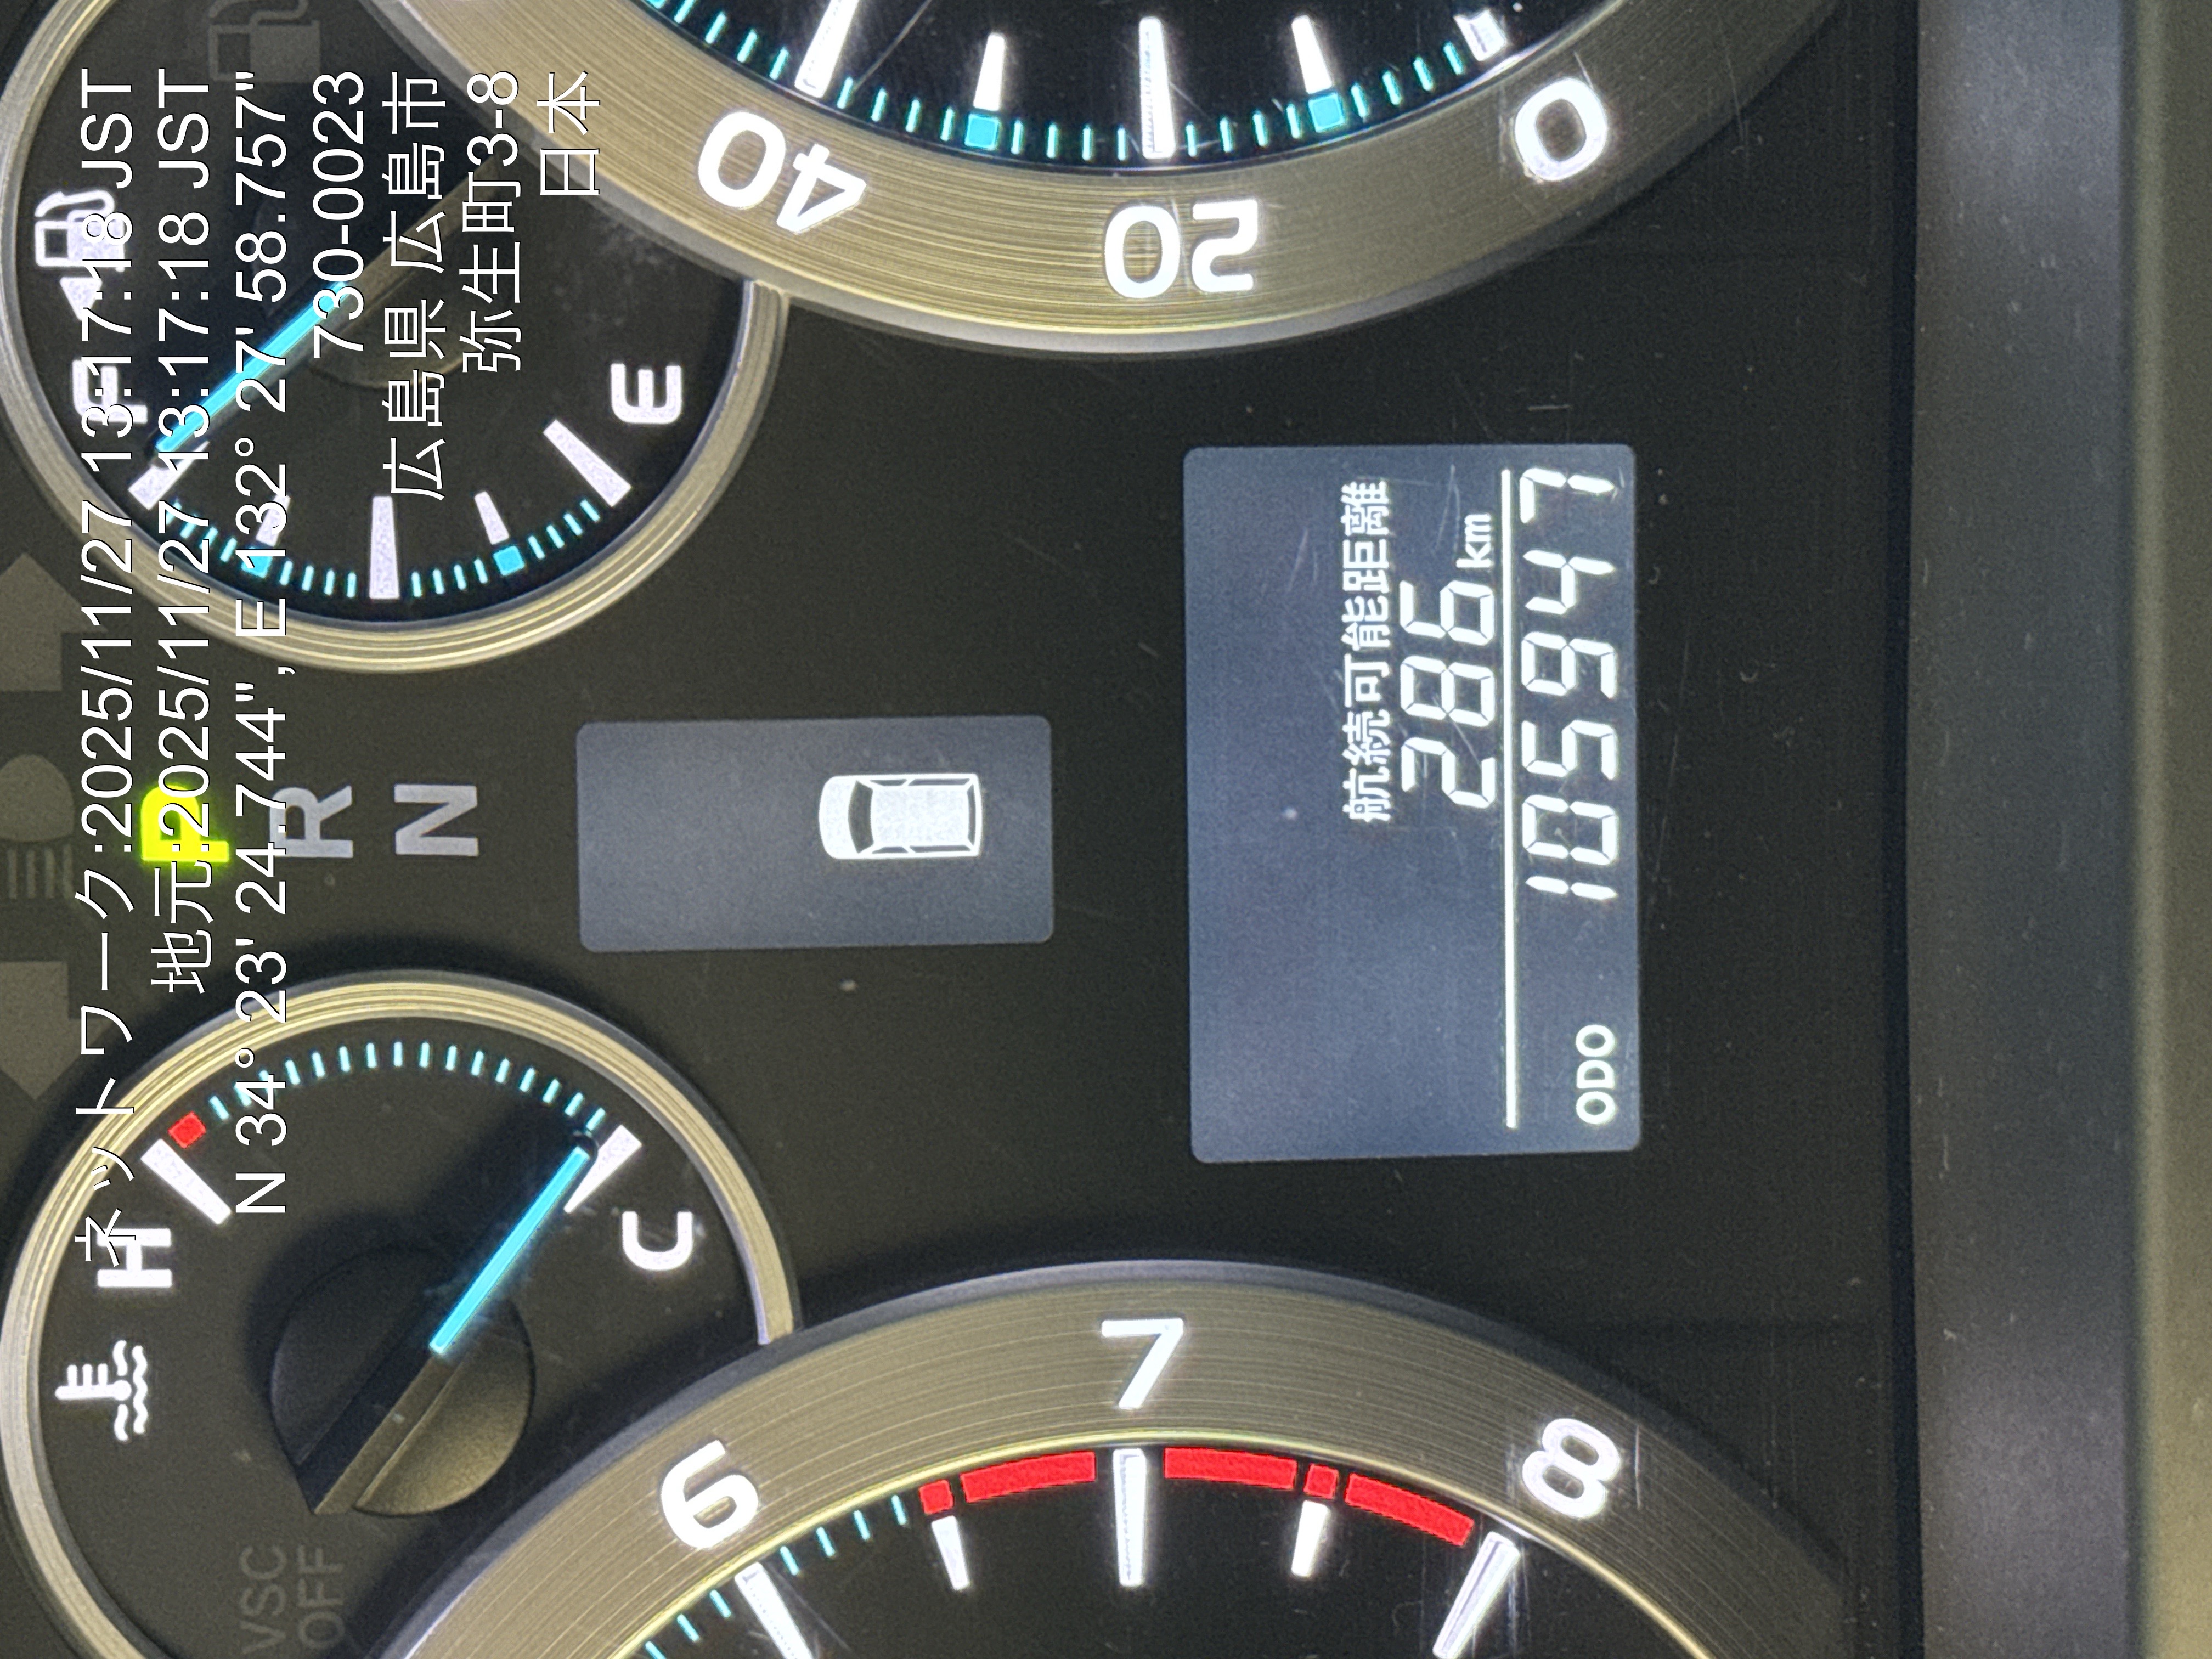 ネットワーク:2025/11/27 13:17:18 JST
地元:2025/11/27 13:17:18 JST
N 34° 23' 24.744", E 132° 27' 58.757"
730-0023
広島県 広島市
弥生町3-8
日本
H
C
F
E
P
R
N
VSC
OFF
6
7
8
40
20
0
航続可能距離
286 km
ODO 105947